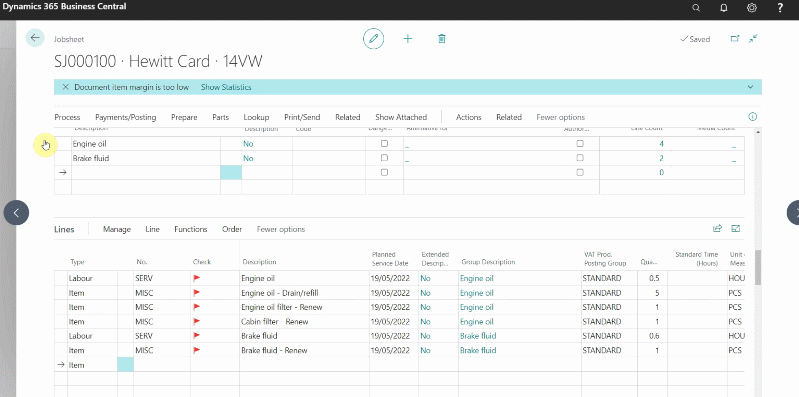 Dynamics 365 Business Central
?
Jobsheet
Saved
SJ000100 · Hewitt Card · 14VW
Document item margin is too low Show Statistics
Process Payments/Posting Prepare Parts Lookup Print/Send Related Show Attached Actions Related Fewer options
Description Description Code Dange... Alternative for Author... Line Count Media Count
Engine oil No _ 4 _
Brake fluid No _ 2 _
0
Lines Manage Line Functions Order Fewer options
Type No. Check Description Planned Service Date Extended Descrip... Group Description VAT Prod. Posting Group Qua... Standard Time (Hours) Unit Meas
Labour SERV Engine oil 19/05/2022 No Engine oil STANDARD 0.5 HOU
Item MISC Engine oil - Drain/refill 19/05/2022 No Engine oil STANDARD 5 PCS
Item MISC Engine oil filter - Renew 19/05/2022 No Engine oil STANDARD 1 PCS
Item MISC Cabin filter - Renew 19/05/2022 No Engine oil STANDARD 1 PCS
Labour SERV Brake fluid 19/05/2022 No Brake fluid STANDARD 0.6 HOU
Item MISC Brake fluid - Renew 19/05/2022 No Brake fluid STANDARD 1 PCS
Item